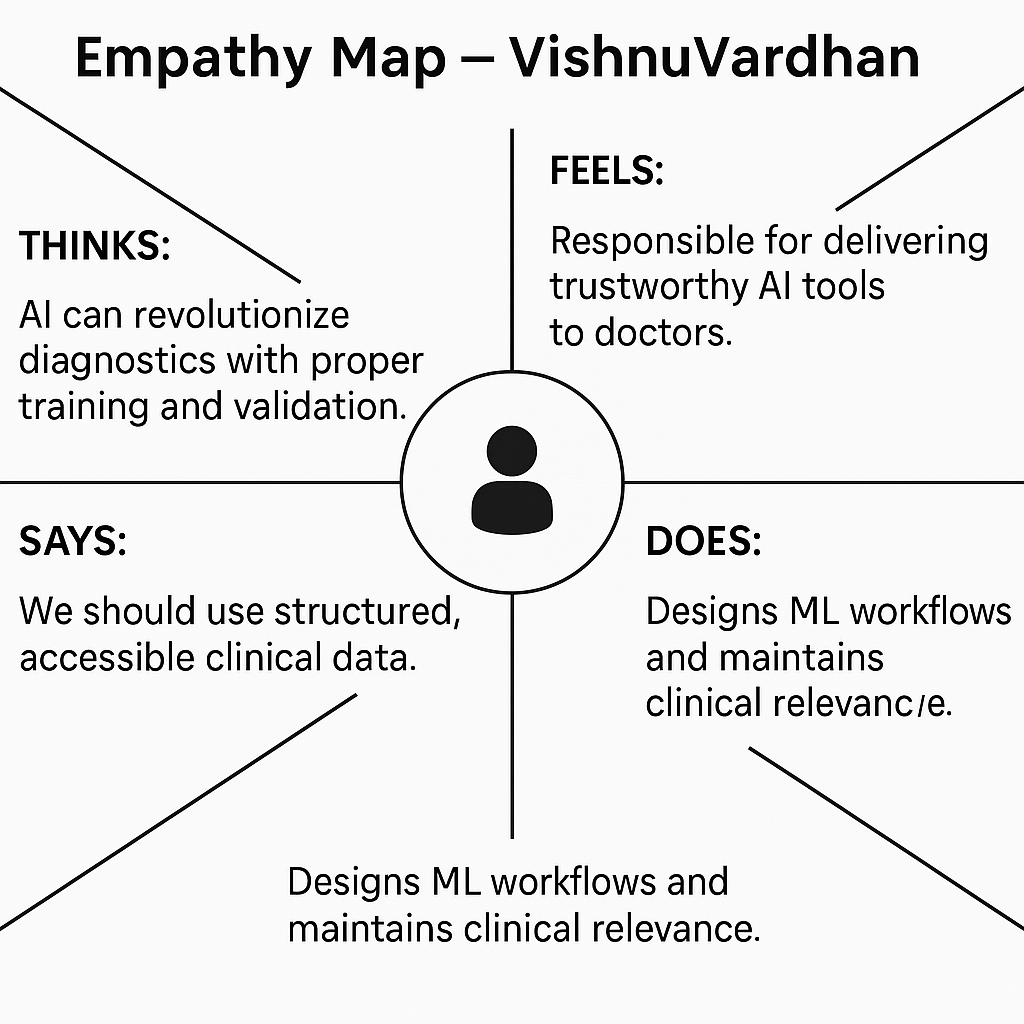 Empathy Map – VishnuVardhan
THINKS:
AI can revolutionize
diagnostics with proper
training and validation.
FEELS:
Responsible for delivering
trustworthy AI tools
to doctors.
SAYS:
We should use structured,
accessible clinical data.
DOES:
Designs ML workflows
and maintains
clinical relevanc/e.
Designs ML workflows and
maintains clinical relevance.